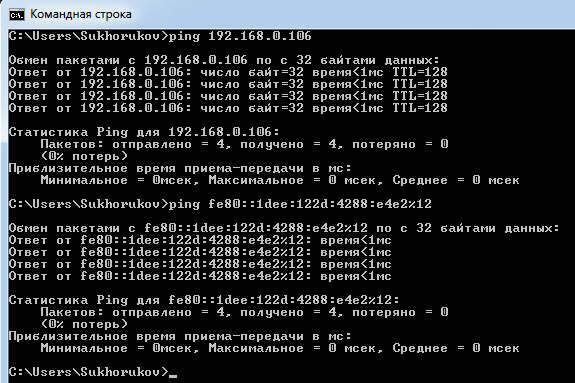 Командная строка
C:\Users\Sukhorukov>ping 192.168.0.106
Обмен пакетами с 192.168.0.106 по с 32 байтами данных:
Ответ от 192.168.0.106: число байт=32 время<1мс TTL=128
Ответ от 192.168.0.106: число байт=32 время<1мс TTL=128
Ответ от 192.168.0.106: число байт=32 время<1мс TTL=128
Ответ от 192.168.0.106: число байт=32 время<1мс TTL=128
Статистика Ping для 192.168.0.106:
Пакетов: отправлено = 4, получено = 4, потеряно = 0
(0% потерь)
Приблизительное время приема-передачи в мс:
Минимальное = 0мсек, Максимальное = 0 мсек, Среднее = 0 мсек
C:\Users\Sukhorukov>ping fe80::1dee:122d:4288:e4e2%12
Обмен пакетами с fe80::1dee:122d:4288:e4e2%12 по с 32 байтами данных:
Ответ от fe80::1dee:122d:4288:e4e2%12: время<1мс
Ответ от fe80::1dee:122d:4288:e4e2%12: время<1мс
Ответ от fe80::1dee:122d:4288:e4e2%12: время<1мс
Ответ от fe80::1dee:122d:4288:e4e2%12: время<1мс
Статистика Ping для fe80::1dee:122d:4288:e4e2%12:
Пакетов: отправлено = 4, получено = 4, потеряно = 0
(0% потерь)
Приблизительное время приема-передачи в мс:
Минимальное = 0мсек, Максимальное = 0 мсек, Среднее = 0 мсек
C:\Users\Sukhorukov>_